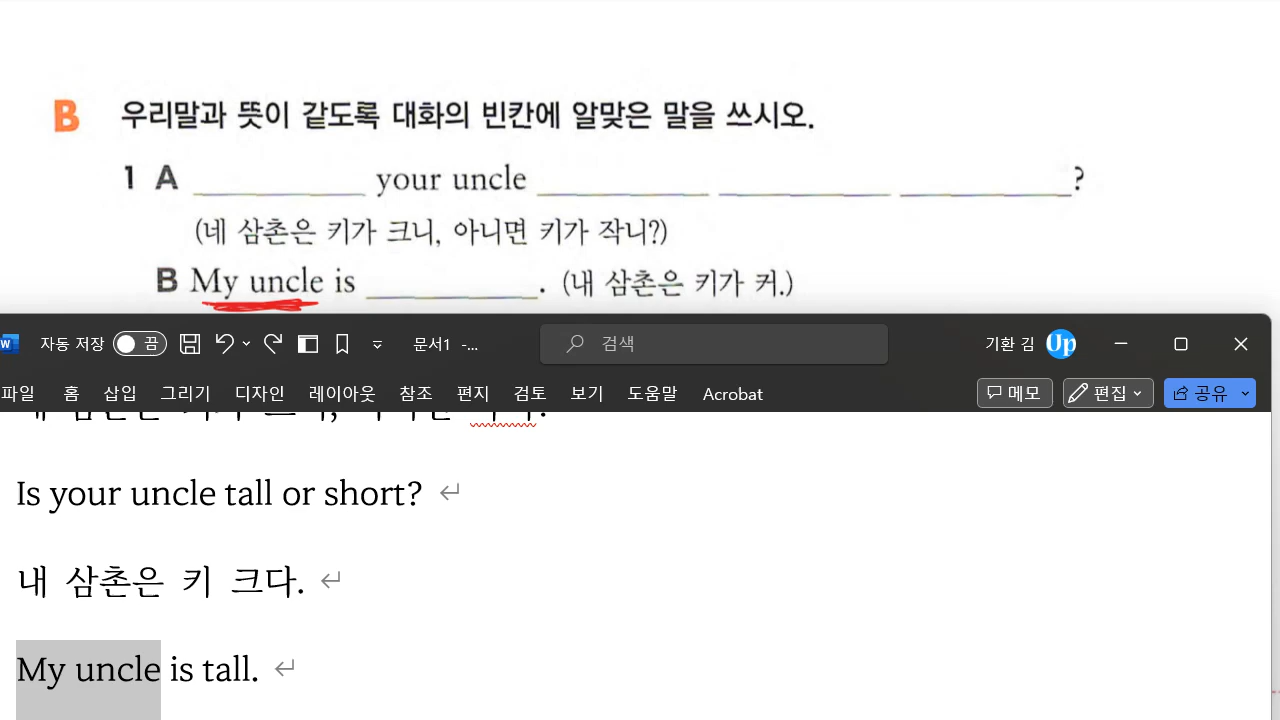 B 우리말과 뜻이 같도록 대화의 빈칸에 알맞은 말을 쓰시오.
1 A ____ your uncle ____ ____ ____?
(네 삼촌은 키가 크니, 아니면 키가 작니?)
B My uncle is ____. (내 삼촌은 키가 커.)
자동 저장 끔 문서1 -... 검색 기환 김 Up
파일 홈 삽입 그리기 디자인 레이아웃 참조 편지 검토 보기 도움말 Acrobat 메모 편집 공유
Is your uncle tall or short?
내 삼촌은 키 크다.
My uncle is tall.